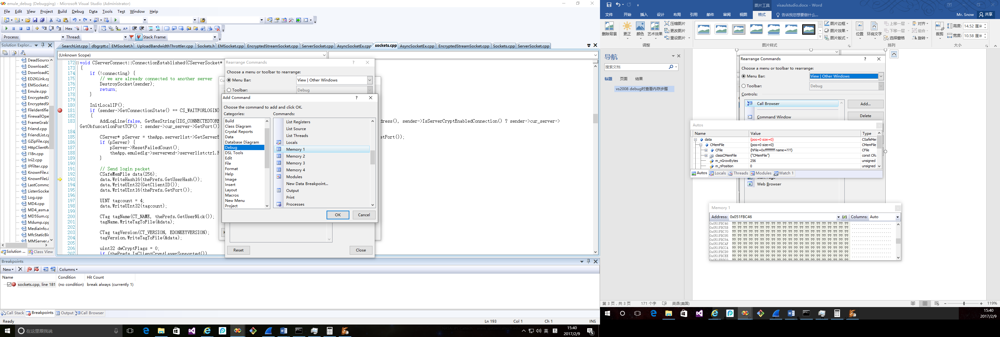 emule_debug (Debugging) - Microsoft Visual Studio (Administrator)
File Edit View Project Build Debug Data Tools Test Window Help
Hex
Process: Thread: Stack Frame:
Solution Explor...
SearchList.cpp dbgrptt.c EMSocket.h UploadBandwidthThrottler.cpp Sockets.h EMSocket.cpp EncryptedStreamSocket.cpp ServerSocket.cpp AsyncSocketEx.cpp sockets.cpp AsyncSocketEx.cpp EncryptedStreamSocket.cpp Sockets.cpp ServerSocket.cpp
(Unknown Scope)
DeadSource
DownloadC
DownloadC
ED2KLink.c
EMSocket.c
Emule.cpp
EncryptedD
EncryptedSt
FileIdentifie
FirewallOpe
FrameGrabT
Friend.cpp
FriendList.cp
GZipFile.cpp
HttpClientRe
I18n.cpp
Ini2.cpp
IPFilter.cpp
KnownFile.c
KnownFileLi
LastCommo
ListenSocke
Log.cpp
MD4.cpp
MD4_asm.a
MD5Sum.cp
Mdump.cpp
MediaInfo.c
MfcStaticBir
MMServer.c
Solution ... Class View
172 void CServerConnect::ConnectionEstablished(CServerSocket*
173 {
174 if (!connecting) {
175 // we are already connected to another server
176 DestroySocket(sender);
177 return;
178 }
179
180 InitLocalIP();
181 if (sender->GetConnectionState() == CS_WAITFORLOGIN)
182 {
183 AddLogLine(false, GetResString(IDS_CONNECTEDTORE dress(), sender->IsServerCryptEnabledConnection() ? sender->cur_server->
GetObfuscationPortTCP() : sender->cur_server->GetPort())
184
185 CServer* pServer = theApp.serverlist->GetServerB etPort());
186 if (pServer) {
187 pServer->ResetFailedCount();
188 theApp.emuledlg->serverwnd->serverlistctrl.R
189 }
190
191 // Send login packet
192 CSafeMemFile data(256);
193 data.WriteHash16(thePrefs.GetUserHash());
194 data.WriteUInt32(GetClientID());
195 data.WriteUInt16(thePrefs.GetPort());
196
197 UINT tagcount = 4;
198 data.WriteUInt32(tagcount);
199
200 CTag tagName(CT_NAME, thePrefs.GetUserNick());
201 tagName.WriteTagToFile(&data);
202
203 CTag tagVersion(CT_VERSION, EDONKEYVERSION);
204 tagVersion.WriteTagToFile(&data);
205
206 uint32 dwCryptFlags = 0;
207 if (thePrefs.IsClientCryptLayerSupported())
Rearrange Commands ?
Choose a menu or toolbar to rearrange:
Menu Bar: View | Other Windows
Toolbar: Debug
Add Command ?
Choose the command to add and click OK.
Categories: Commands:
Build
Class Diagram
Crystal Reports
Data
Database Diagram
Debug
DSL Tools
Edit
File
Format
Help
Image
Insert
Layout
Macros
New Menu
Project
List Registers
List Source
List Threads
Locals
Memory 1
Memory 2
Memory 3
Memory 4
Modules
New Data Breakpoint...
Output
Print
Processes
OK Cancel
Reset Close
Breakpoints
New Columns
Name Condition Hit Count
sockets.cpp, line 181 (no condition) break always (currently 1)
Call Stack Breakpoints Output Call Browser
Ready Ln 193 Col 1 Ch 1 INS
在这里跟我说
英
15:40
2017/2/9
5
图片工具 visaulstudio.docx - Word
文件 开始 插入 设计 布局 引用 邮件 审阅 视图 格式 告诉我您想要做什么... Mr. Snow 共享
删除背景 更正 颜色 艺术效果
压缩图片
更改图片
重设图片
调整
图片样式
图片边框
图片效果
图片版式
位置 环绕文字
上移一层
下移一层
选择窗格
对齐
组合
旋转
排列
裁剪
高度: 14.52 厘米
宽度: 10.58 厘米
大小
导航
搜索文档
标题 页面 结果
vs2008 debug时查看内存步骤
Rearrange Commands ?
Choose a menu or toolbar to rearrange:
Menu Bar: View | Other Windows
Toolbar: Debug
Controls:
Call Browser
Command Window
Add...
Delete
Autos
Name Value Type
data {pos=0 size=0} CSafeMer
CMemFile {pos=0 size=0} CMemFile
CFile {hFile=0xffffffff name=???} CFile
classCMemFile {"CMemFile"} const CRu
m_nGrowBytes 256 unsigned
m_nPosition 0 unsigned
Autos Locals Threads Modules Watch 1
Start Page
Web Browser
Memory 1
Address: 0x051FBC46 Columns: Auto
0x051FBC46 ?? ?? ?? ?? ?? ?? ?? ?? ?? ?? ?? ?? ?? ?? ?? ?? ?? ?? ?? ?? ?? .....................
0x051FBC5B ?? ?? ?? ?? ?? ?? ?? ?? ?? ?? ?? ?? ?? ?? ?? ?? ?? ?? ?? ?? ?? .....................
0x051FBC70 ?? ?? ?? ?? ?? ?? ?? ?? ?? ?? ?? ?? ?? ?? ?? ?? ?? ?? ?? ?? ?? .....................
0x051FBC85 ?? ?? ?? ?? ?? ?? ?? ?? ?? ?? ?? ?? ?? ?? ?? ?? ?? ?? ?? ?? ?? .....................
0x051FBC9A ?? ?? ?? ?? ?? ?? ?? ?? ?? ?? ?? ?? ?? ?? ?? ?? ?? ?? ?? ?? ?? .....................
0x051FBCAF ?? ?? ?? ?? ?? ?? ?? ?? ?? ?? ?? ?? ?? ?? ?? ?? ?? ?? ?? ?? ?? .....................
0x051FBCC4 ?? ?? ?? ?? ?? ?? ?? ?? ?? ?? ?? ?? ?? ?? ?? ?? ?? ?? ?? ?? ?? .....................
0x051FBCD9 ?? ?? ?? ?? ?? ?? ?? ?? ?? ?? ?? ?? ?? ?? ?? ?? ?? ?? ?? ?? ?? .....................
0x051FBCEE ?? ?? ?? ?? ?? ?? ?? ?? ?? ?? ?? ?? ?? ?? ?? ?? ?? ?? ?? ?? ?? .....................
第 3 页，共 3 页 171 个字 英语(美国) 119%
15:40
2017/2/9